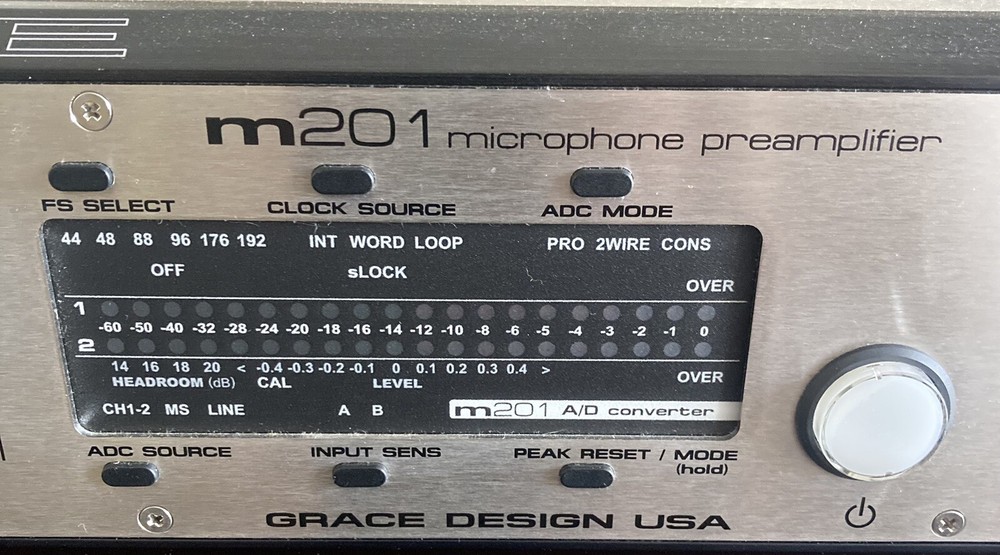 E
m201 microphone preamplifier
FS SELECT CLOCK SOURCE ADC MODE
44 48 88 96 176 192 INT WORD LOOP PRO 2WIRE CONS
OFF sLOCK
OVER
1
-60 -50 -40 -32 -28 -24 -20 -18 -16 -14 -12 -10 -8 -6 -5 -4 -3 -2 -1 0
2
14 16 18 20 < -0.4 -0.3 -0.2 -0.1 0 0.1 0.2 0.3 0.4 >
OVER
HEADROOM (dB) CAL LEVEL
CH1-2 MS LINE A B m201 A/D converter
ADC SOURCE INPUT SENS PEAK RESET / MODE
(hold)
GRACE DESIGN USA